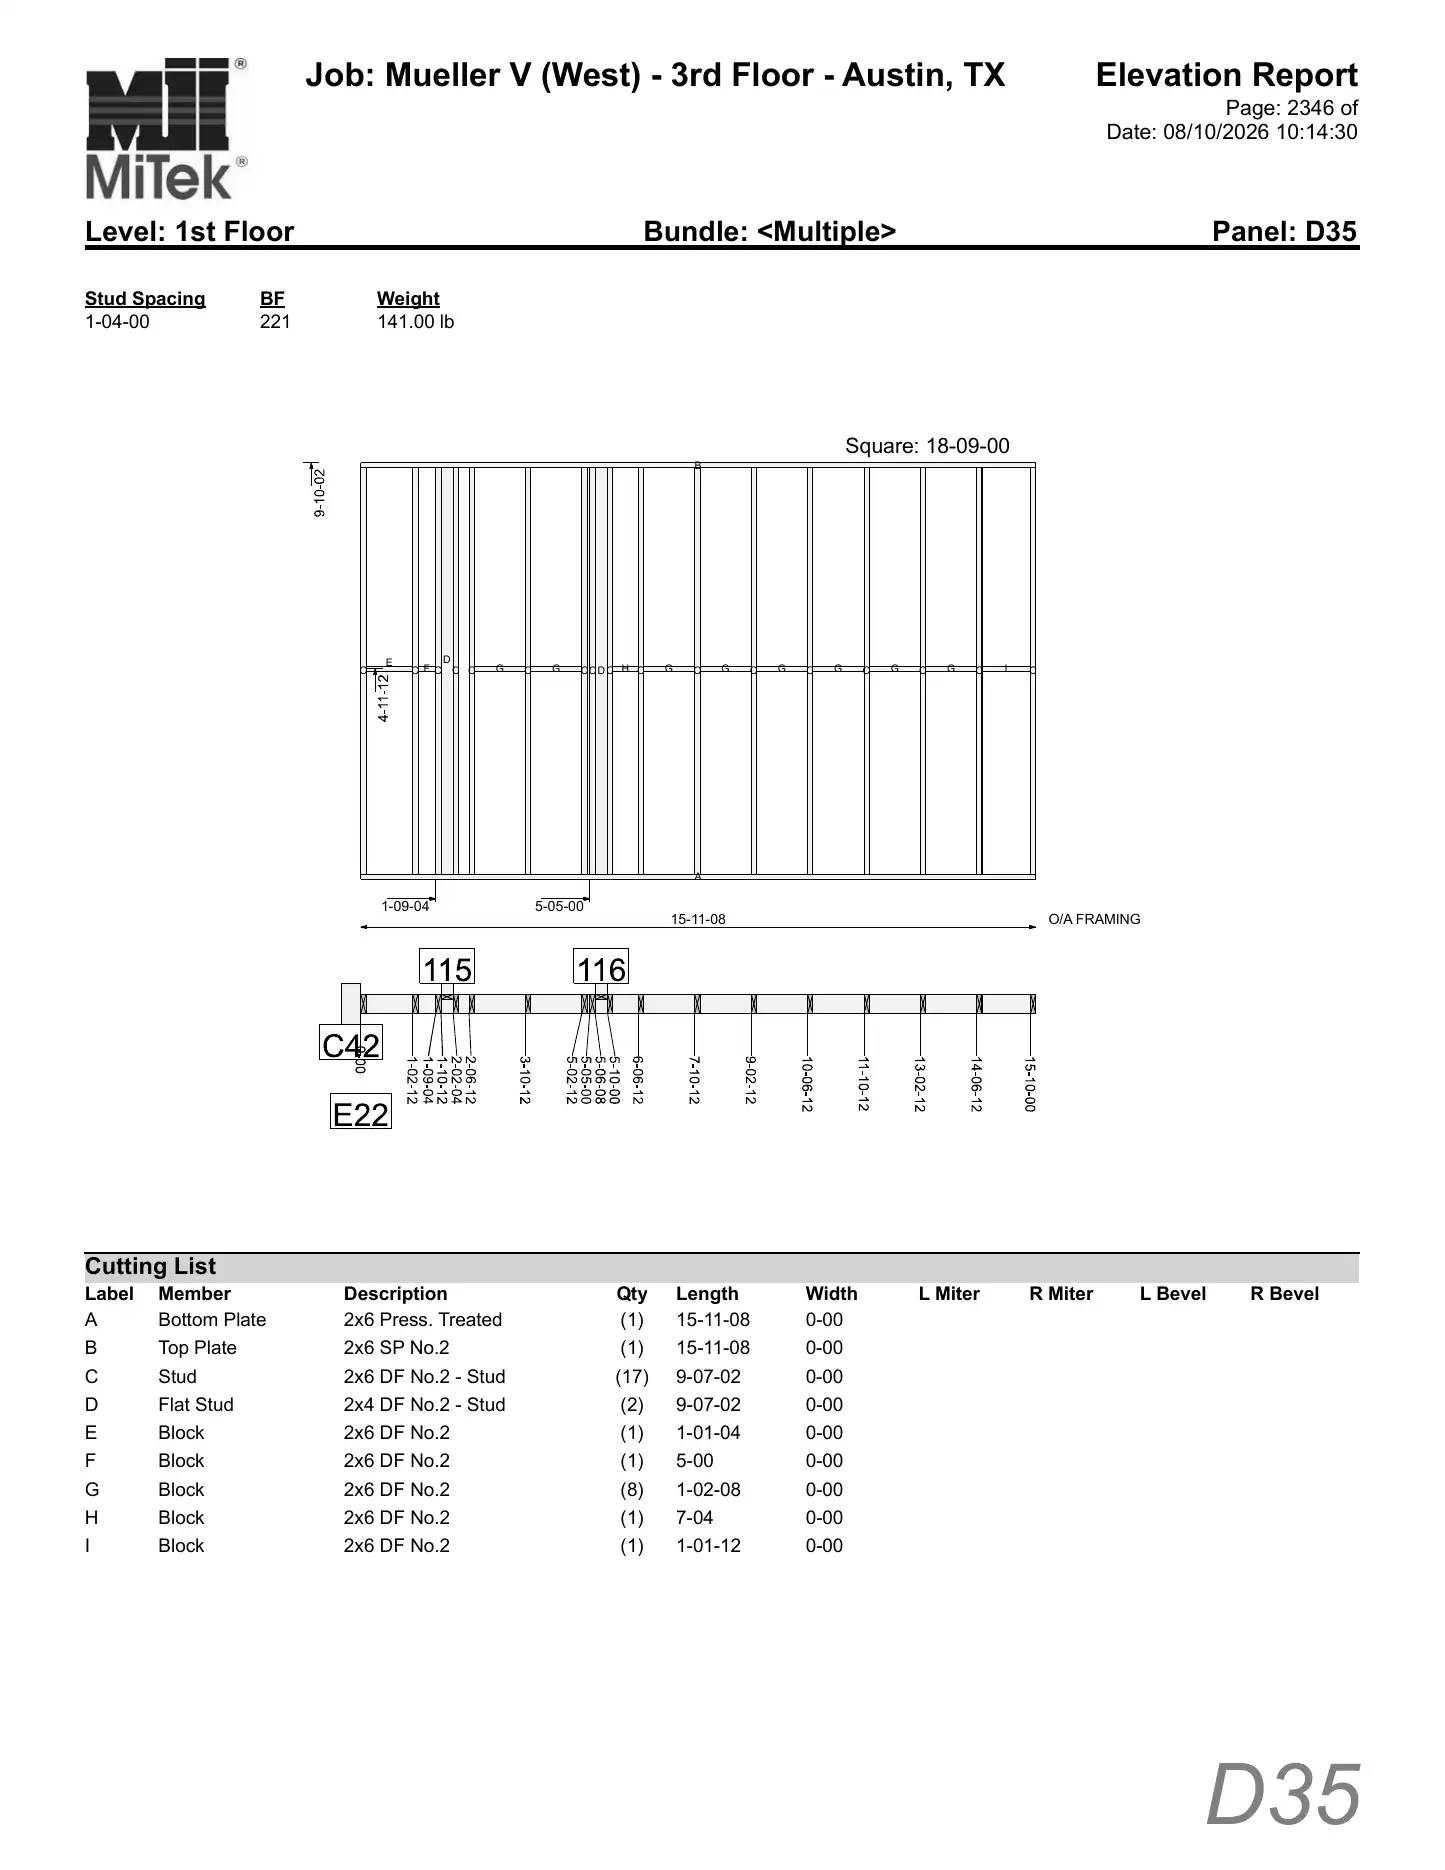 Job: Mueller V (West) - 3rd Floor - Austin, TX
Elevation Report
Page: 2346 of
Date: 08/10/2026 10:14:30
MiTek®
Level: 1st Floor
Bundle: <Multiple>
Panel: D35
Stud Spacing BF Weight
1-04-00 221 141.00 lb
Square: 18-09-00
B
9-10-02
E F D G G D H G G G G G G I
4-11-12
A
1-09-04 5-05-00
15-11-08 O/A FRAMING
115 116
C42
1-02-12 1-09-04 1-10-12 2-02-04 2-06-12 3-10-12 5-02-12 5-05-00 5-06-08 5-10-00 6-06-12 7-10-12 9-02-12 10-06-12 11-10-12 13-02-12 14-06-12 15-10-00
E22
Cutting List
Label Member Description Qty Length Width L Miter R Miter L Bevel R Bevel
A Bottom Plate 2x6 Press. Treated (1) 15-11-08 0-00
B Top Plate 2x6 SP No.2 (1) 15-11-08 0-00
C Stud 2x6 DF No.2 - Stud (17) 9-07-02 0-00
D Flat Stud 2x4 DF No.2 - Stud (2) 9-07-02 0-00
E Block 2x6 DF No.2 (1) 1-01-04 0-00
F Block 2x6 DF No.2 (1) 5-00 0-00
G Block 2x6 DF No.2 (8) 1-02-08 0-00
H Block 2x6 DF No.2 (1) 7-04 0-00
I Block 2x6 DF No.2 (1) 1-01-12 0-00
D35